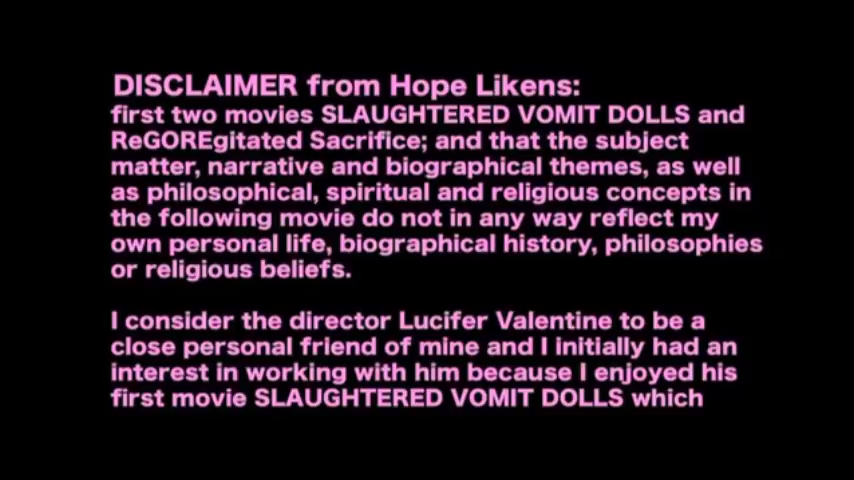 DISCLAIMER from Hope Likens:
first two movies SLAUGHTERED VOMIT DOLLS and
ReGOREgitated Sacrifice; and that the subject
matter, narrative and biographical themes, as well
as philosophical, spiritual and religious concepts in
the following movie do not in any way reflect my
own personal life, biographical history, philosophies
or religious beliefs.
I consider the director Lucifer Valentine to be a
close personal friend of mine and I initially had an
interest in working with him because I enjoyed his
first movie SLAUGHTERED VOMIT DOLLS which